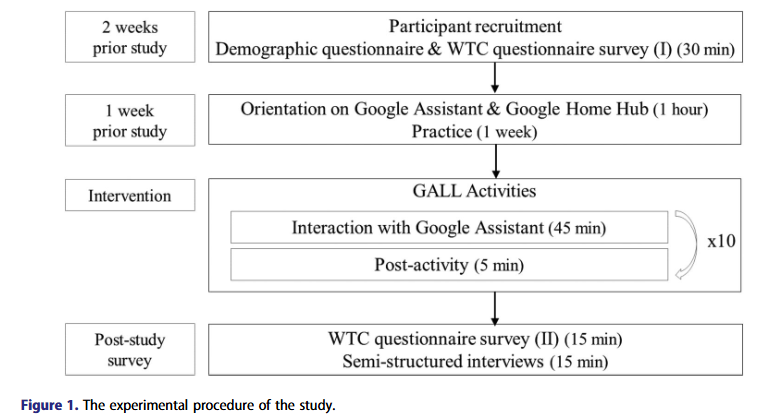 2 weeks
prior study
Participant recruitment
Demographic questionnaire & WTC questionnaire survey (I) (30 min)
1 week
prior study
Orientation on Google Assistant & Google Home Hub (1 hour)
Practice (1 week)
Intervention
GALL Activities
Interaction with Google Assistant (45 min)
Post-activity (5 min)
x10
Post-study
survey
WTC questionnaire survey (II) (15 min)
Semi-structured interviews (15 min)
Figure 1. The experimental procedure of the study.